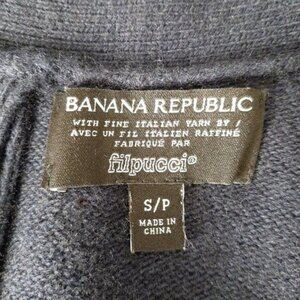 BANANA REPUBLIC
WITH FINE ITALIAN YARN BY /
AVEC UN FIL ITALIEN RAFFINÉ
FABRIQUÉ PAR
filpucci®
S/P
MADE IN
CHINA